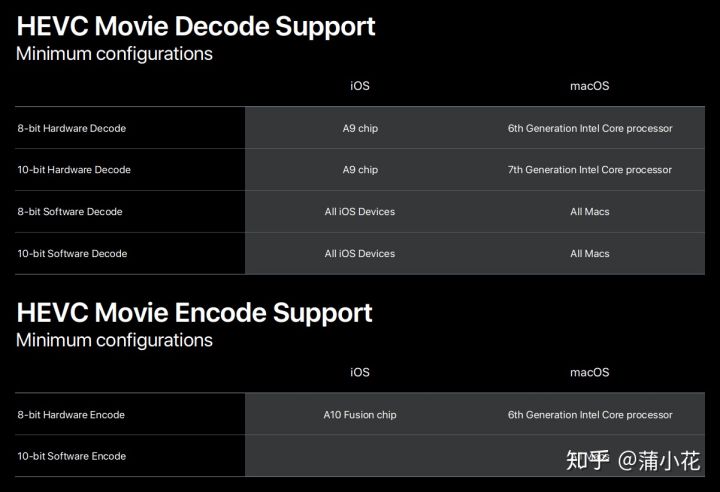 HEVC Movie Decode Support
Minimum configurations
iOS macOS
8-bit Hardware Decode A9 chip 6th Generation Intel Core processor
10-bit Hardware Decode A9 chip 7th Generation Intel Core processor
8-bit Software Decode All iOS Devices All Macs
10-bit Software Decode All iOS Devices All Macs
HEVC Movie Encode Support
Minimum configurations
iOS macOS
8-bit Hardware Encode A10 Fusion chip 6th Generation Intel Core processor
10-bit Software Encode
知乎 @蒲小花